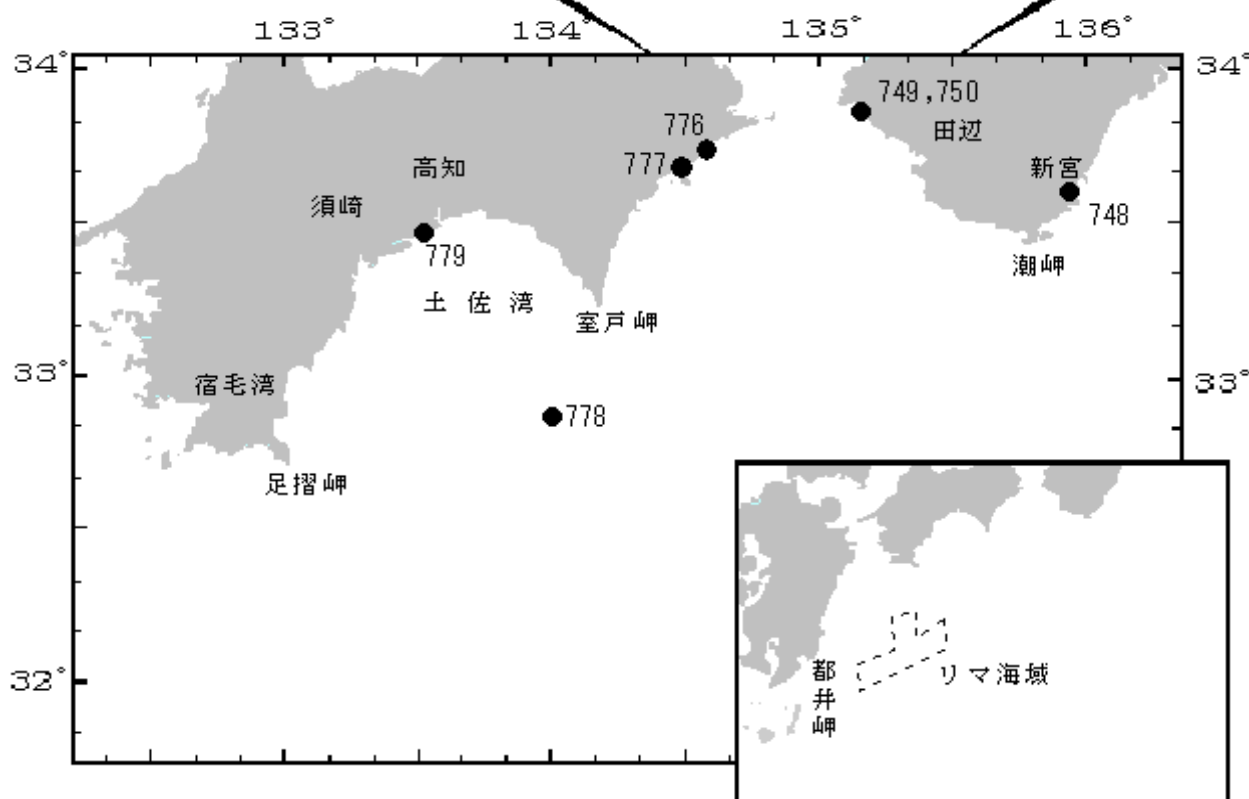 133° 134° 135° 136°
34° 34°
749,750
776 田辺
777 高知 新宮
須崎 748
779 潮岬
土佐湾
室戸岬
33° 33°
宿毛湾
778
足摺岬
32°
都井岬 リマ海域